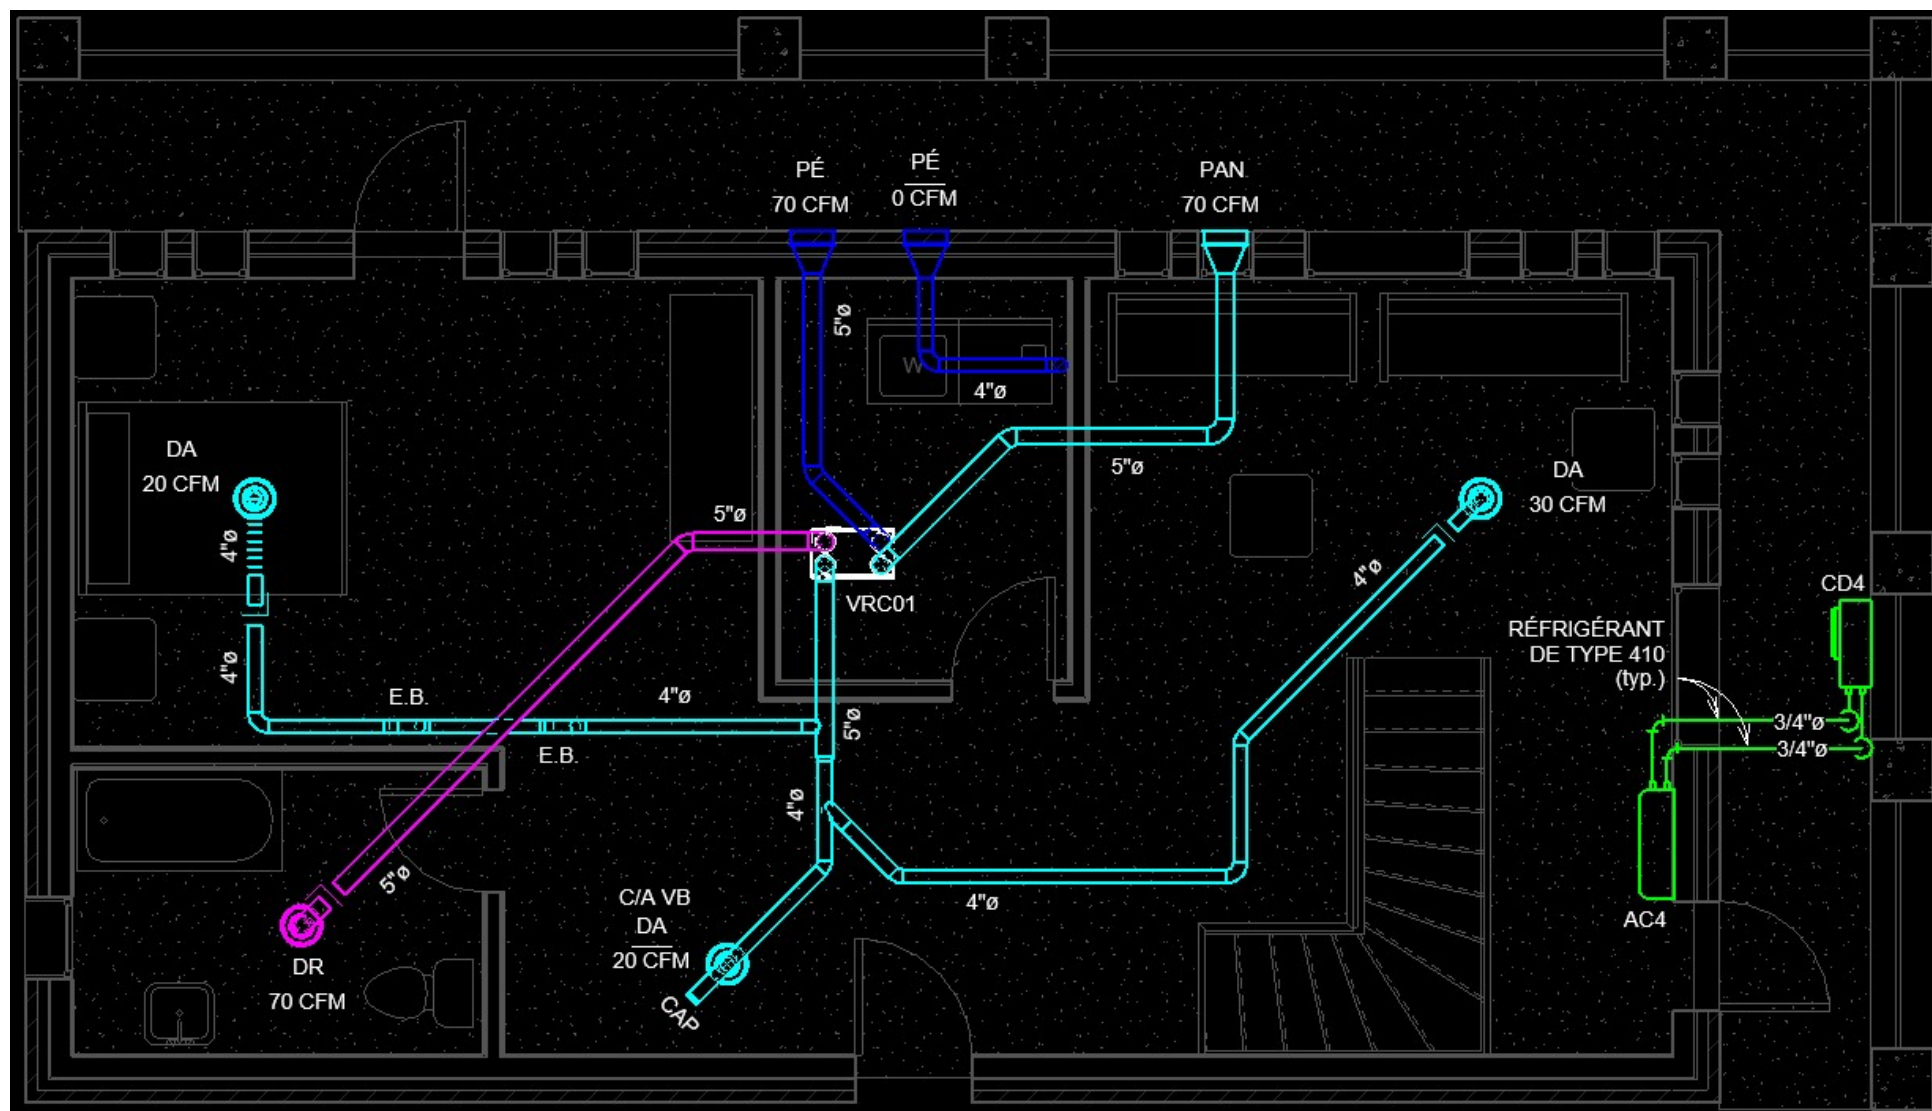 PÉ
70 CFM
PÉ
0 CFM
PAN
70 CFM
5"ø
W
4"ø
DA
20 CFM
5"ø
5"ø
DA
30 CFM
4"ø
4"ø
VRC01
CD4
RÉFRIGÉRANT
DE TYPE 410
(typ.)
4"ø
E.B.
4"ø
5"ø
E.B.
3/4"ø
3/4"ø
4"ø
5"ø
C/A VB
DA
20 CFM
4"ø
AC4
DR
70 CFM
CAP